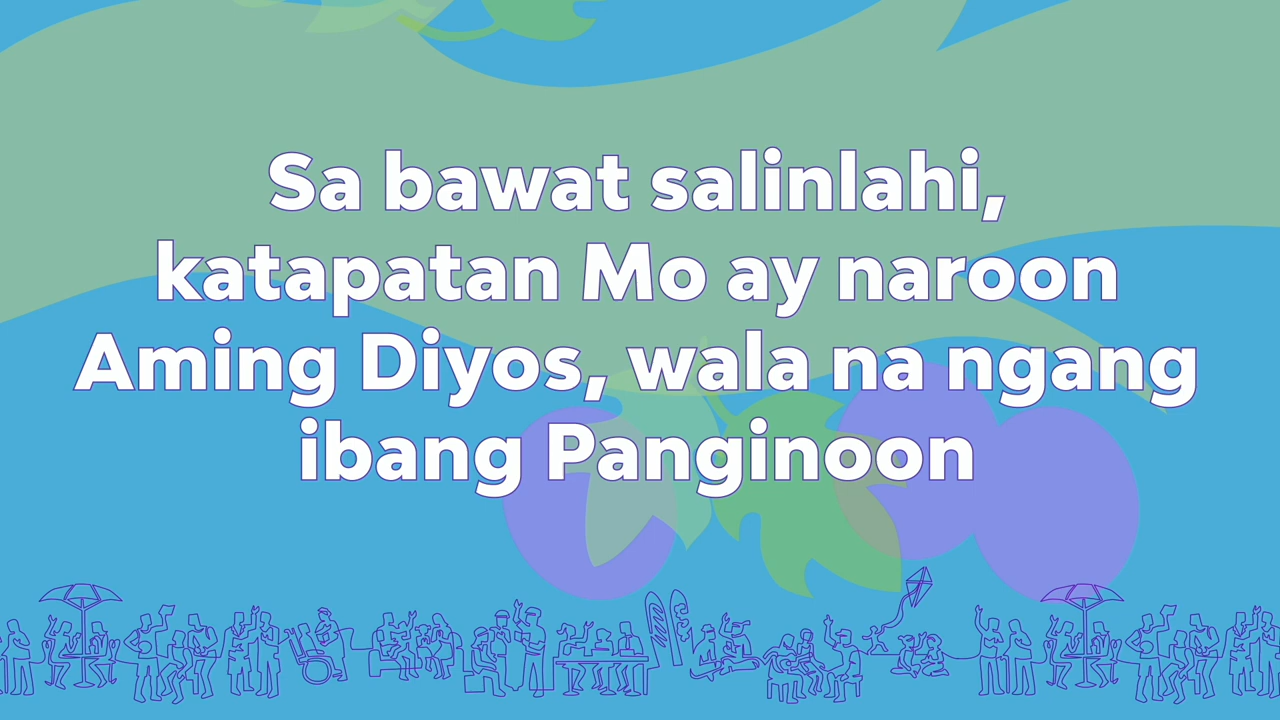 Sa bawat salinlahi,
katapatan Mo ay naroon
Aming Diyos, wala na ngang
ibang Panginoon